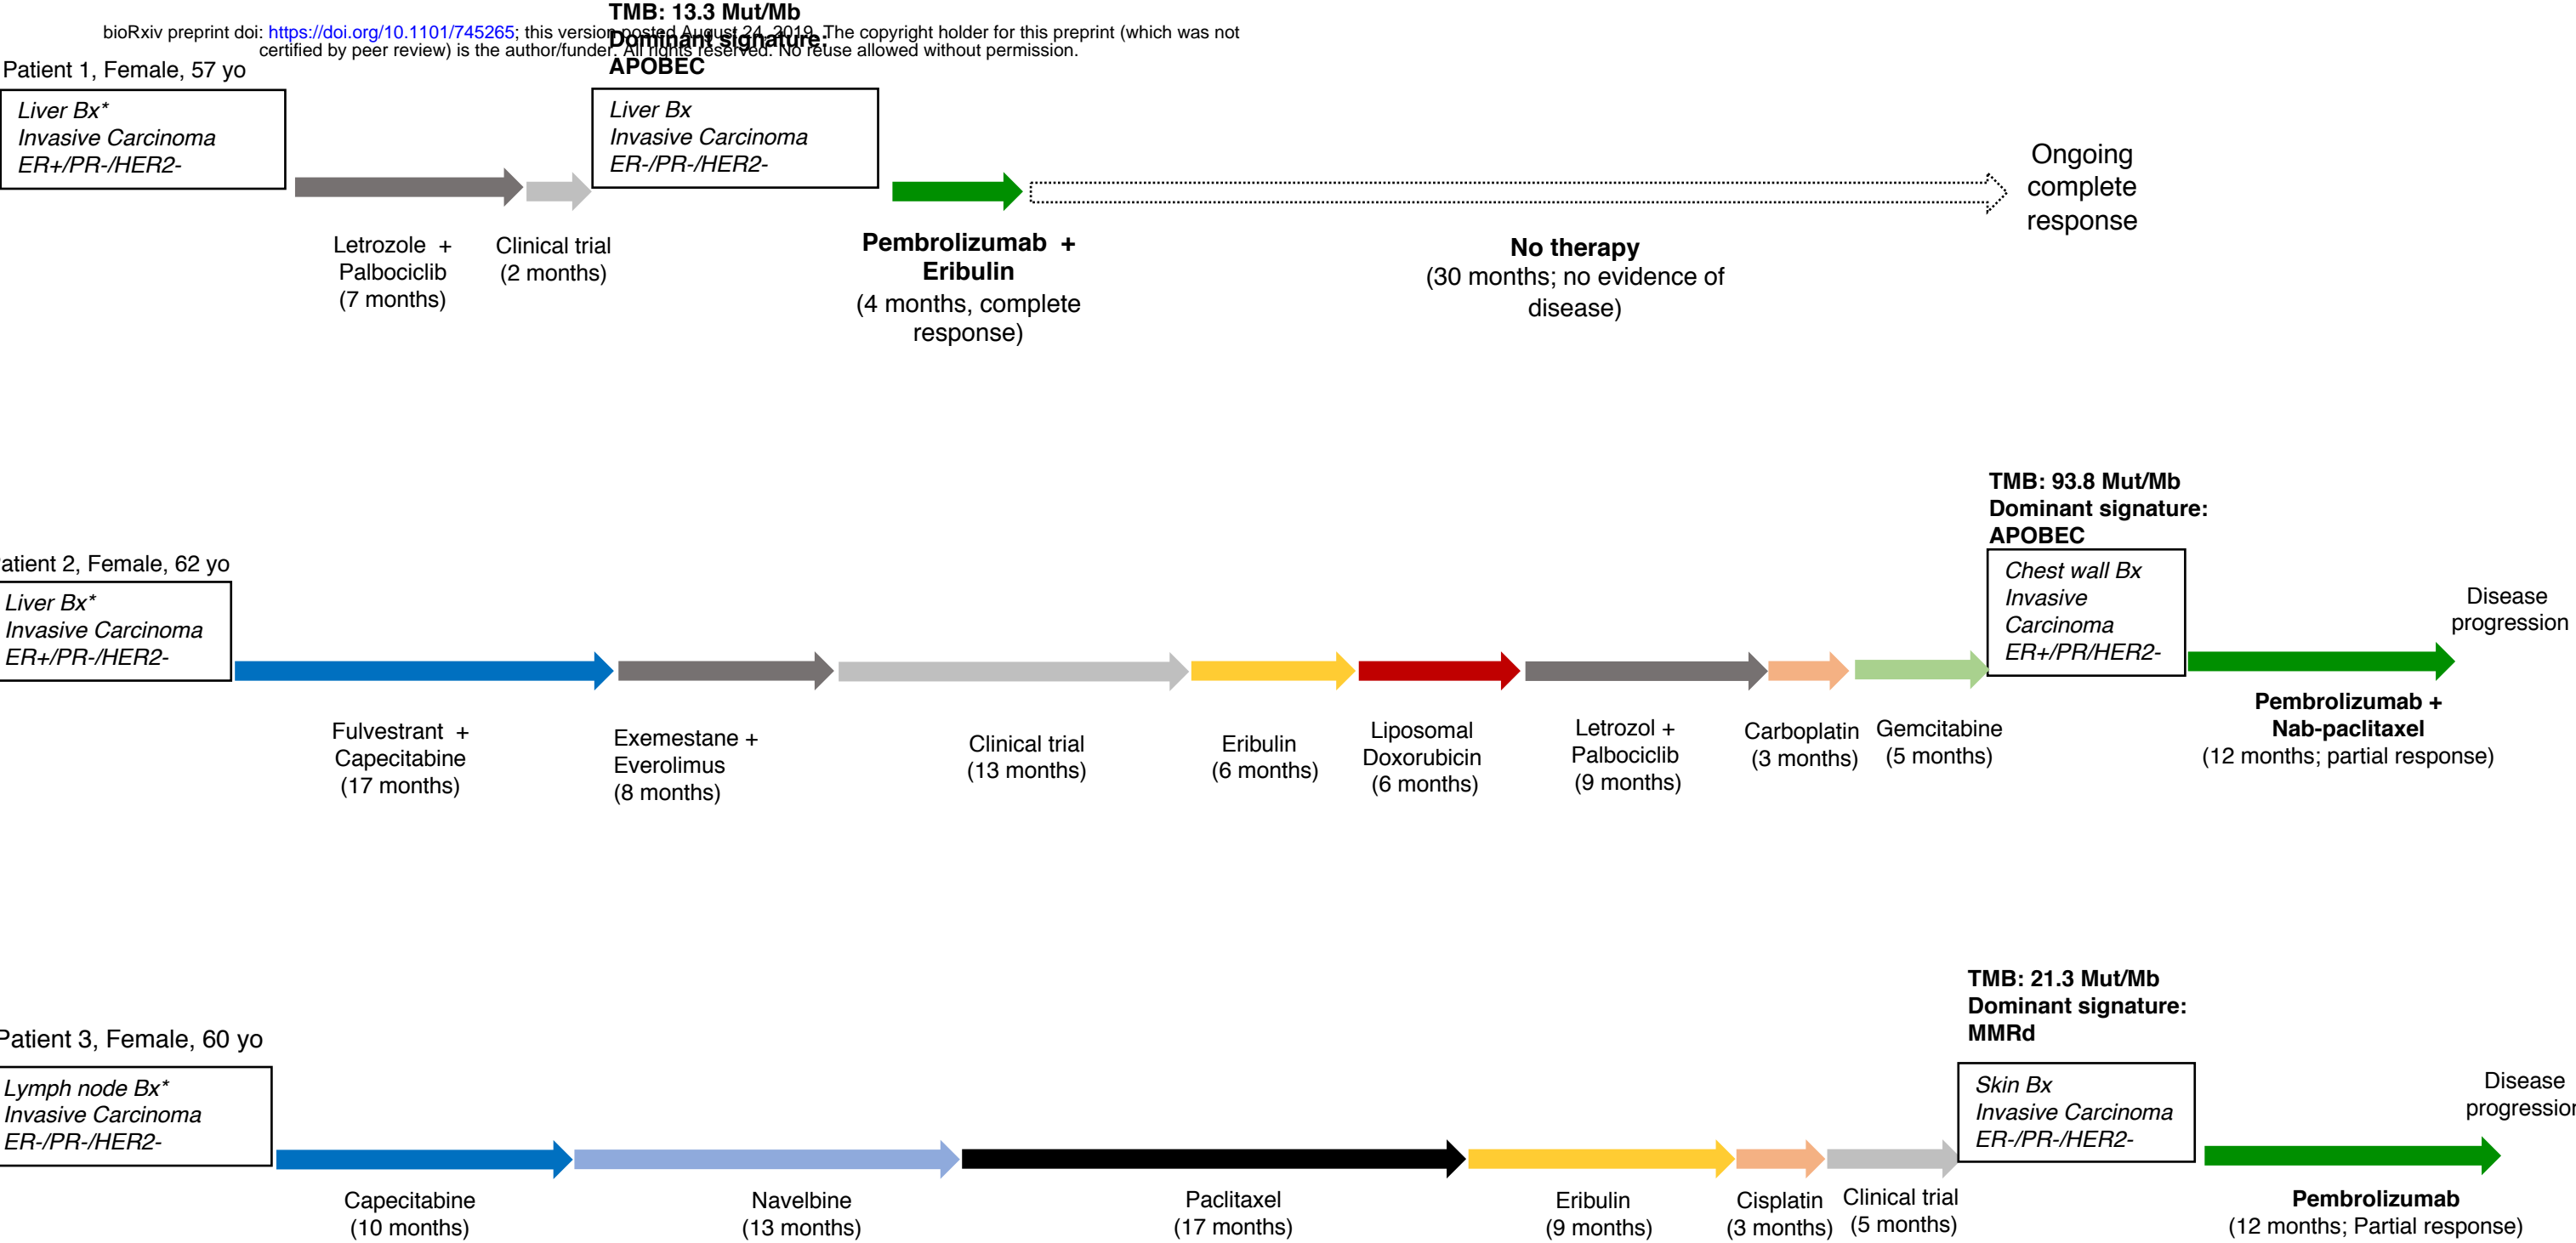 TMB: 13.3 Mut/Mb
bioRxiv preprint doi: https://doi.org/10.1101/745265; this version posted August 24, 2019. The copyright holder for this preprint (which was not
Dominant signature:
certified by peer review) is the author/funder. All rights reserved. No reuse allowed without permission.
APOBEC
Patient 1, Female, 57 yo
Liver Bx*
Invasive Carcinoma
ER+/PR-/HER2-
Liver Bx
Invasive Carcinoma
ER-/PR-/HER2-
Letrozole +
Palbociclib
(7 months)
Clinical trial
(2 months)
Pembrolizumab +
Eribulin
(4 months, complete
response)
No therapy
(30 months; no evidence of
disease)
Ongoing
complete
response
TMB: 93.8 Mut/Mb
Dominant signature:
APOBEC
atient 2, Female, 62 yo
Liver Bx*
Invasive Carcinoma
ER+/PR-/HER2-
Chest wall Bx
Invasive
Carcinoma
ER+/PR/HER2-
Disease
progression
Fulvestrant +
Capecitabine
(17 months)
Exemestane +
Everolimus
(8 months)
Clinical trial
(13 months)
Eribulin
(6 months)
Liposomal
Doxorubicin
(6 months)
Letrozol +
Palbociclib
(9 months)
Carboplatin
(3 months)
Gemcitabine
(5 months)
Pembrolizumab +
Nab-paclitaxel
(12 months; partial response)
TMB: 21.3 Mut/Mb
Dominant signature:
MMRd
Patient 3, Female, 60 yo
Lymph node Bx*
Invasive Carcinoma
ER-/PR-/HER2-
Skin Bx
Invasive Carcinoma
ER-/PR-/HER2-
Disease
progression
Capecitabine
(10 months)
Navelbine
(13 months)
Paclitaxel
(17 months)
Eribulin
(9 months)
Cisplatin
(3 months)
Clinical trial
(5 months)
Pembrolizumab
(12 months; Partial response)